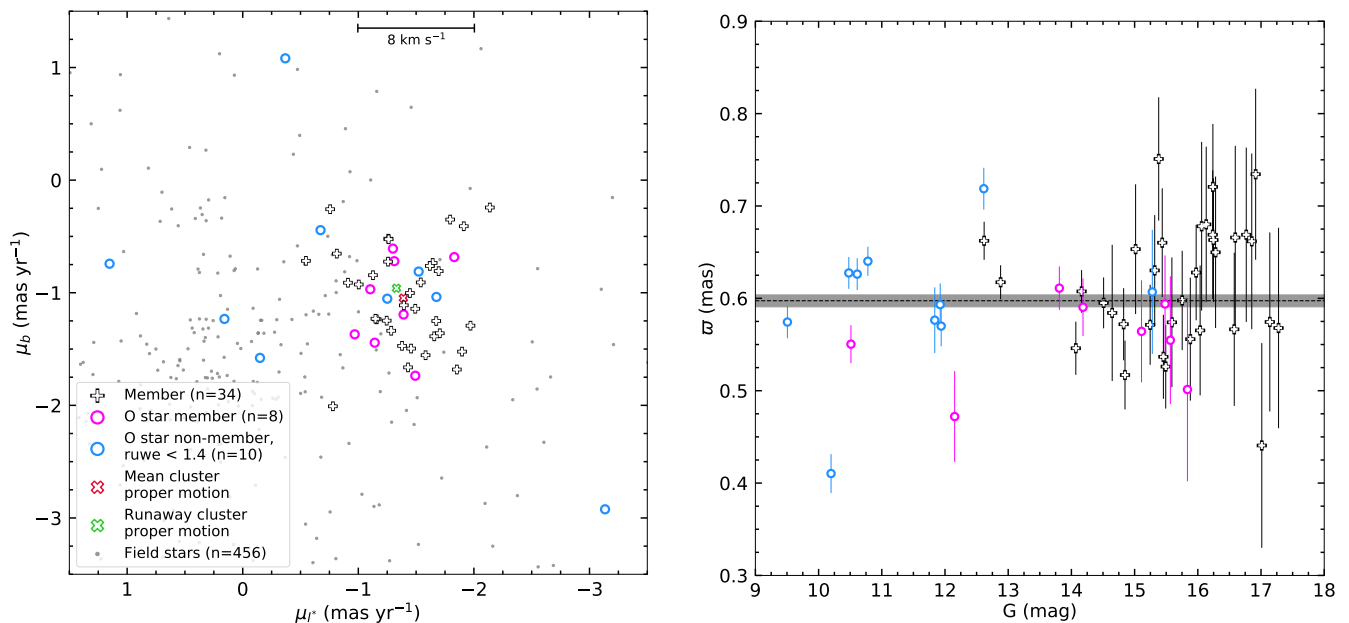 8 km s⁻¹
1
0
−1
−2
−3
μ_b (mas yr⁻¹)
Member (n=34)
O star member (n=8)
O star non-member,
ruwe < 1.4 (n=10)
Mean cluster
proper motion
Runaway cluster
proper motion
Field stars (n=456)
1
0
−1
−2
−3
μ_l* (mas yr⁻¹)
0.9
0.8
0.7
0.6
0.5
0.4
0.3
ϖ (mas)
9
10
11
12
13
14
15
16
17
18
G (mag)